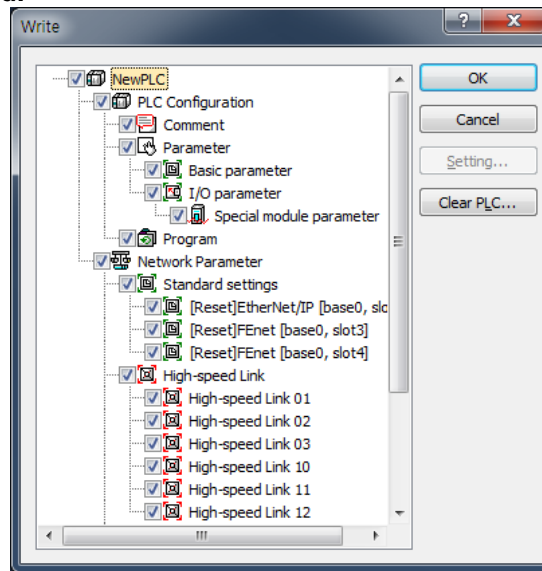 Write
NewPLC
OK
PLC Configuration
Comment
Cancel
Parameter
Basic parameter
Setting...
I/O parameter
Clear PLC...
Special module parameter
Program
Network Parameter
Standard settings
[Reset]EtherNet/IP [base0, slo
[Reset]FEnet [base0, slot3]
[Reset]FEnet [base0, slot4]
High-speed Link
High-speed Link 01
High-speed Link 02
High-speed Link 03
High-speed Link 10
High-speed Link 11
High-speed Link 12